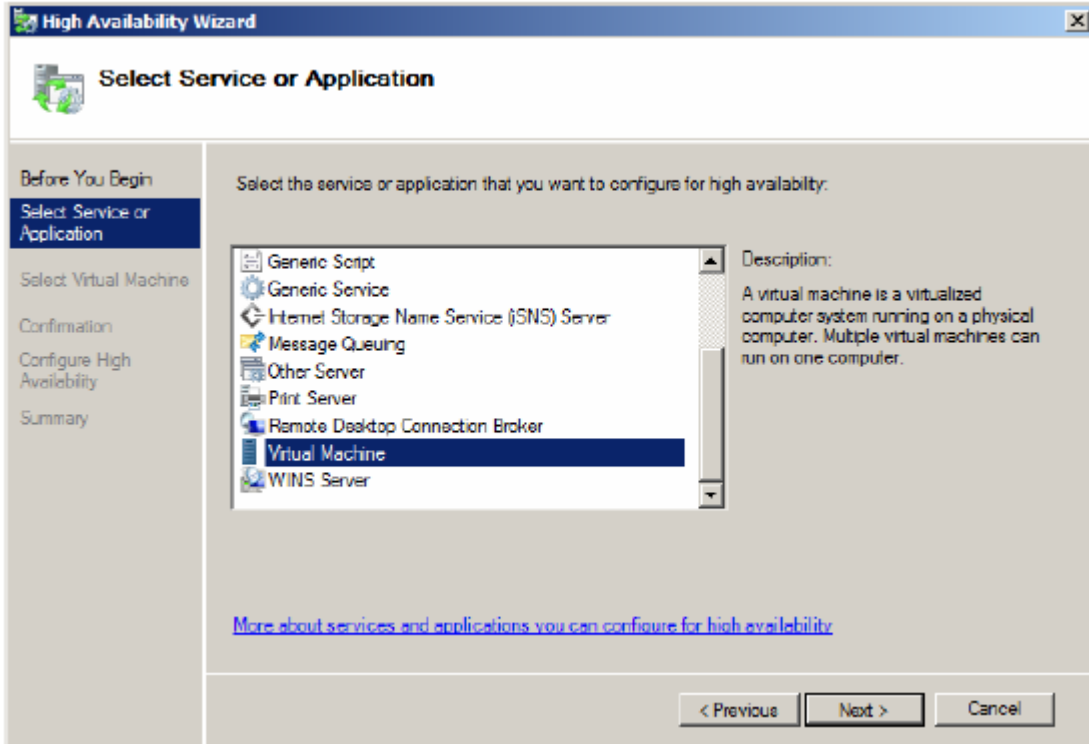 High Availability Wizard
Select Service or Application
Before You Begin
Select Service or
Application
Select Virtual Machine
Confirmation
Configure High
Availability
Summary
Select the service or application that you want to configure for high availability:
Generic Script
Generic Service
Internet Storage Name Service (iSNS) Server
Message Queuing
Other Server
Print Server
Remote Desktop Connection Broker
Virtual Machine
WINS Server
Description:
A virtual machine is a virtualized
computer system running on a physical
computer. Multiple virtual machines can
run on one computer.
More about services and applications you can configure for high availability
< Previous
Next >
Cancel